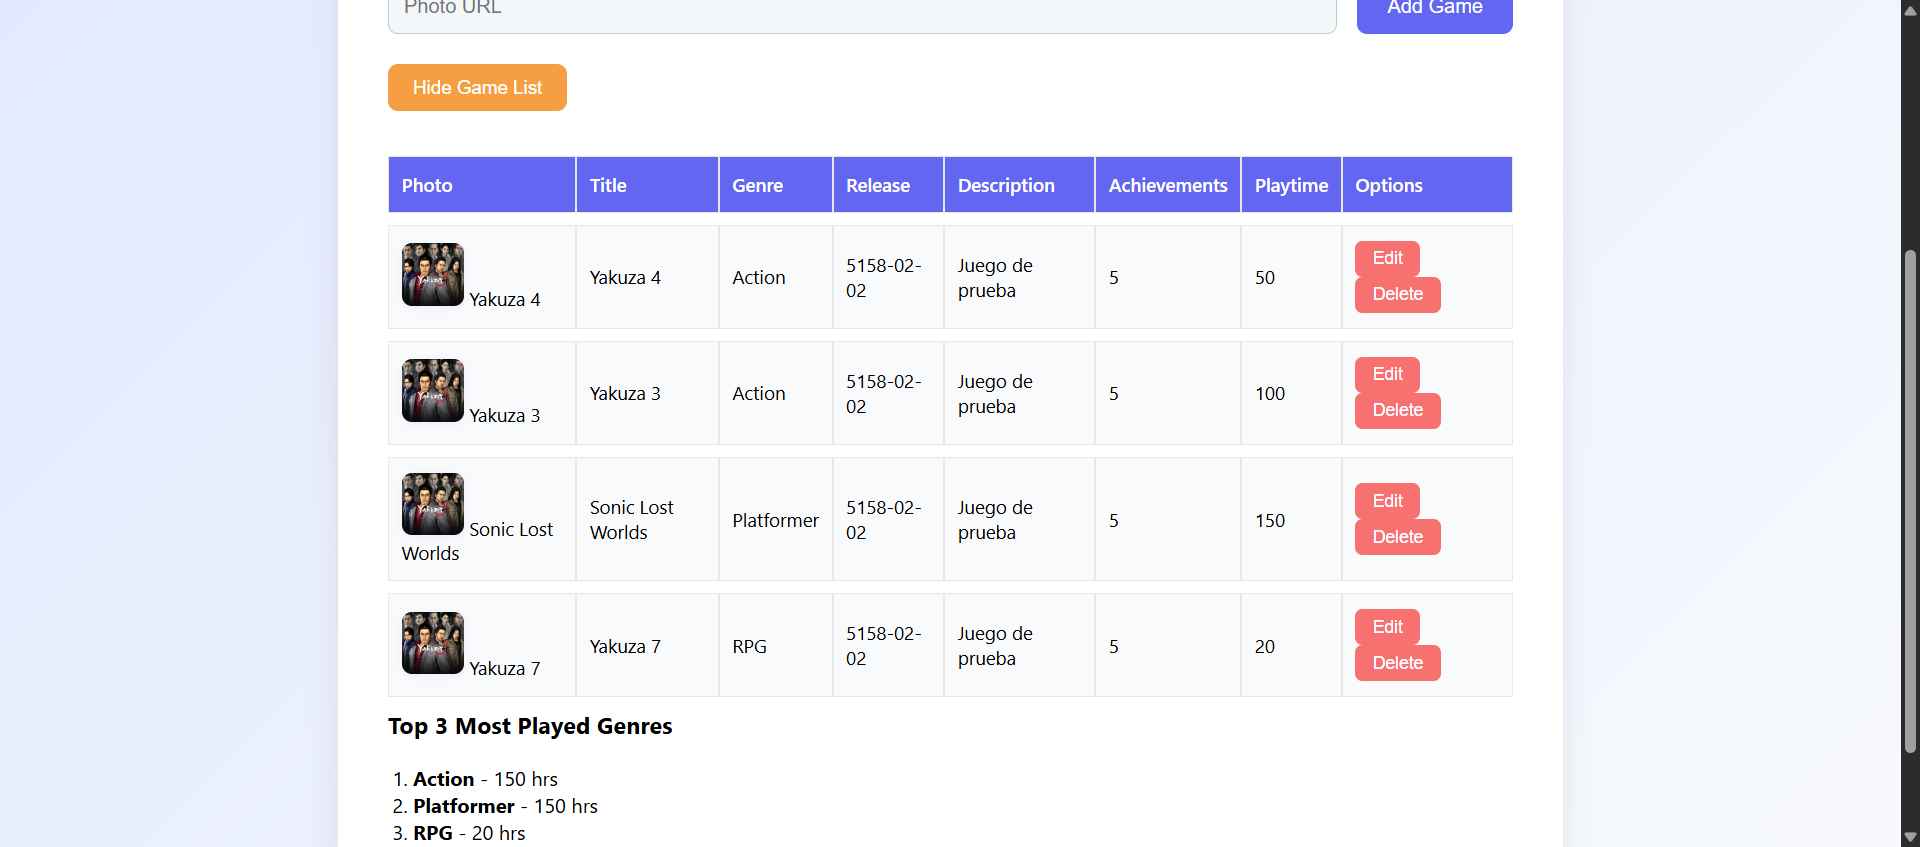 Photo URL
Add Game
Hide Game List
Photo Title Genre Release Description Achievements Playtime Options
Yakuza 4
Yakuza 4
Action
5158-02-
02
Juego de
prueba
5
50
Edit
Delete
Yakuza 3
Yakuza 3
Action
5158-02-
02
Juego de
prueba
5
100
Edit
Delete
Sonic Lost
Worlds
Sonic Lost
Worlds
Platformer
5158-02-
02
Juego de
prueba
5
150
Edit
Delete
Yakuza 7
Yakuza 7
RPG
5158-02-
02
Juego de
prueba
5
20
Edit
Delete
Top 3 Most Played Genres
1. Action - 150 hrs
2. Platformer - 150 hrs
3. RPG - 20 hrs